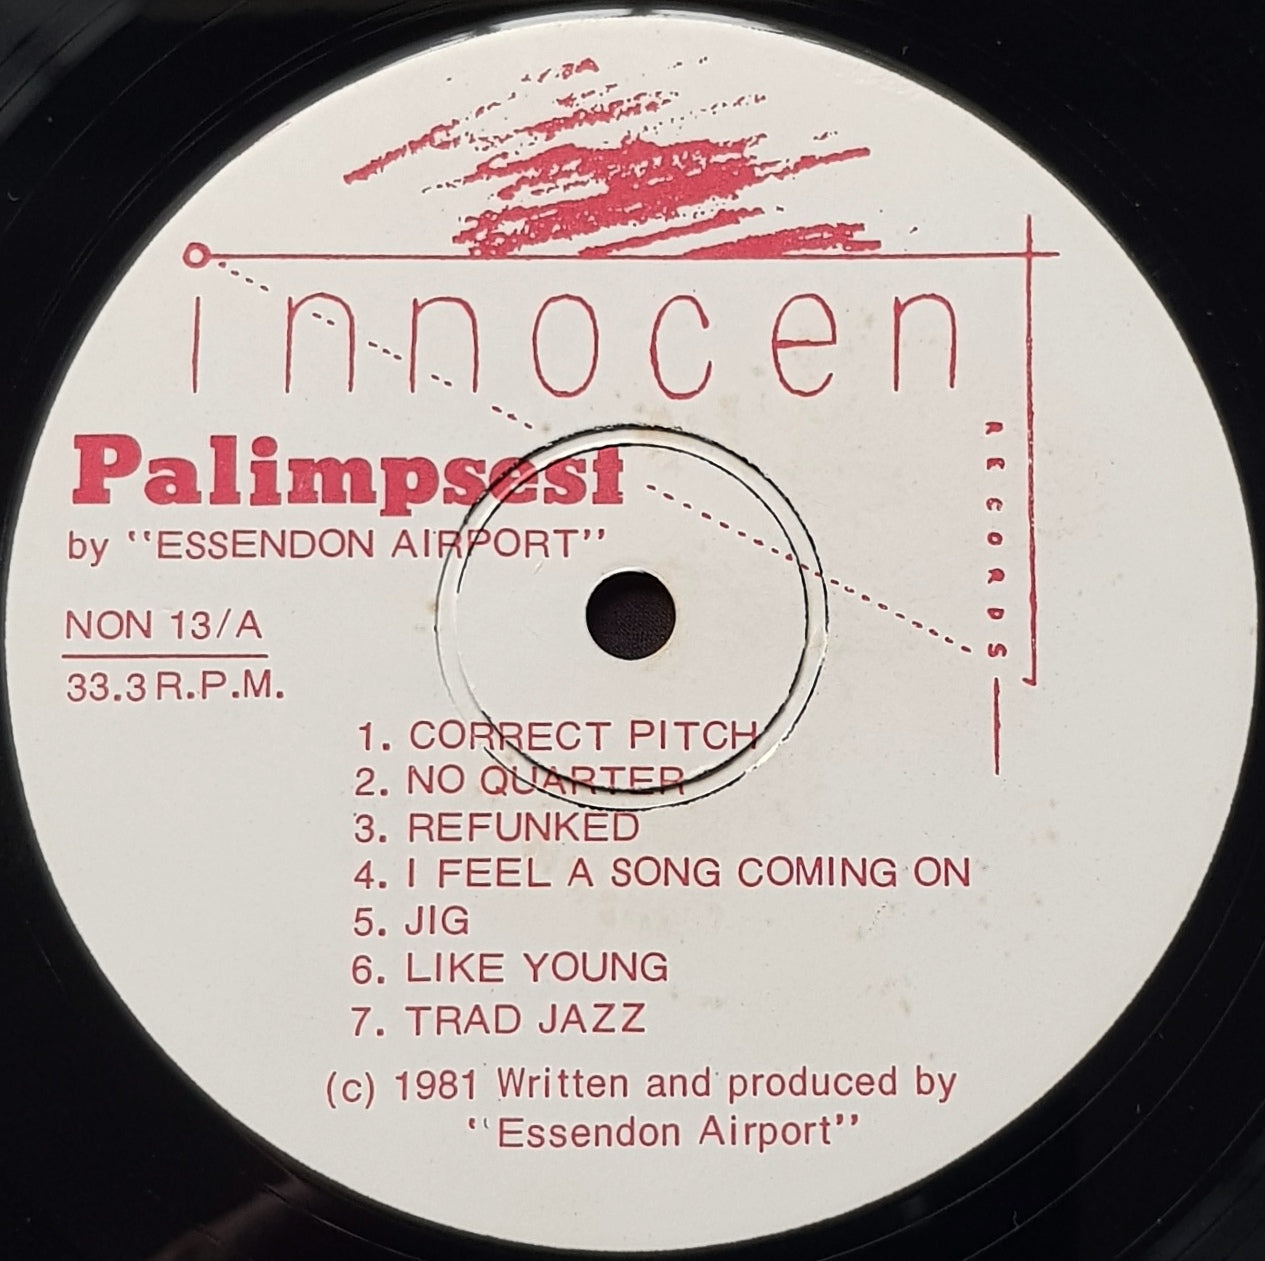 innocent
RECORDS
Palimpsest
by "ESSENDON AIRPORT"
NON 13/A
33.3 R.P.M.
1. CORRECT PITCH
2. NO QUARTER
3. REFUNKED
4. I FEEL A SONG COMING ON
5. JIG
6. LIKE YOUNG
7. TRAD JAZZ
(c) 1981 Written and produced by
"Essendon Airport"